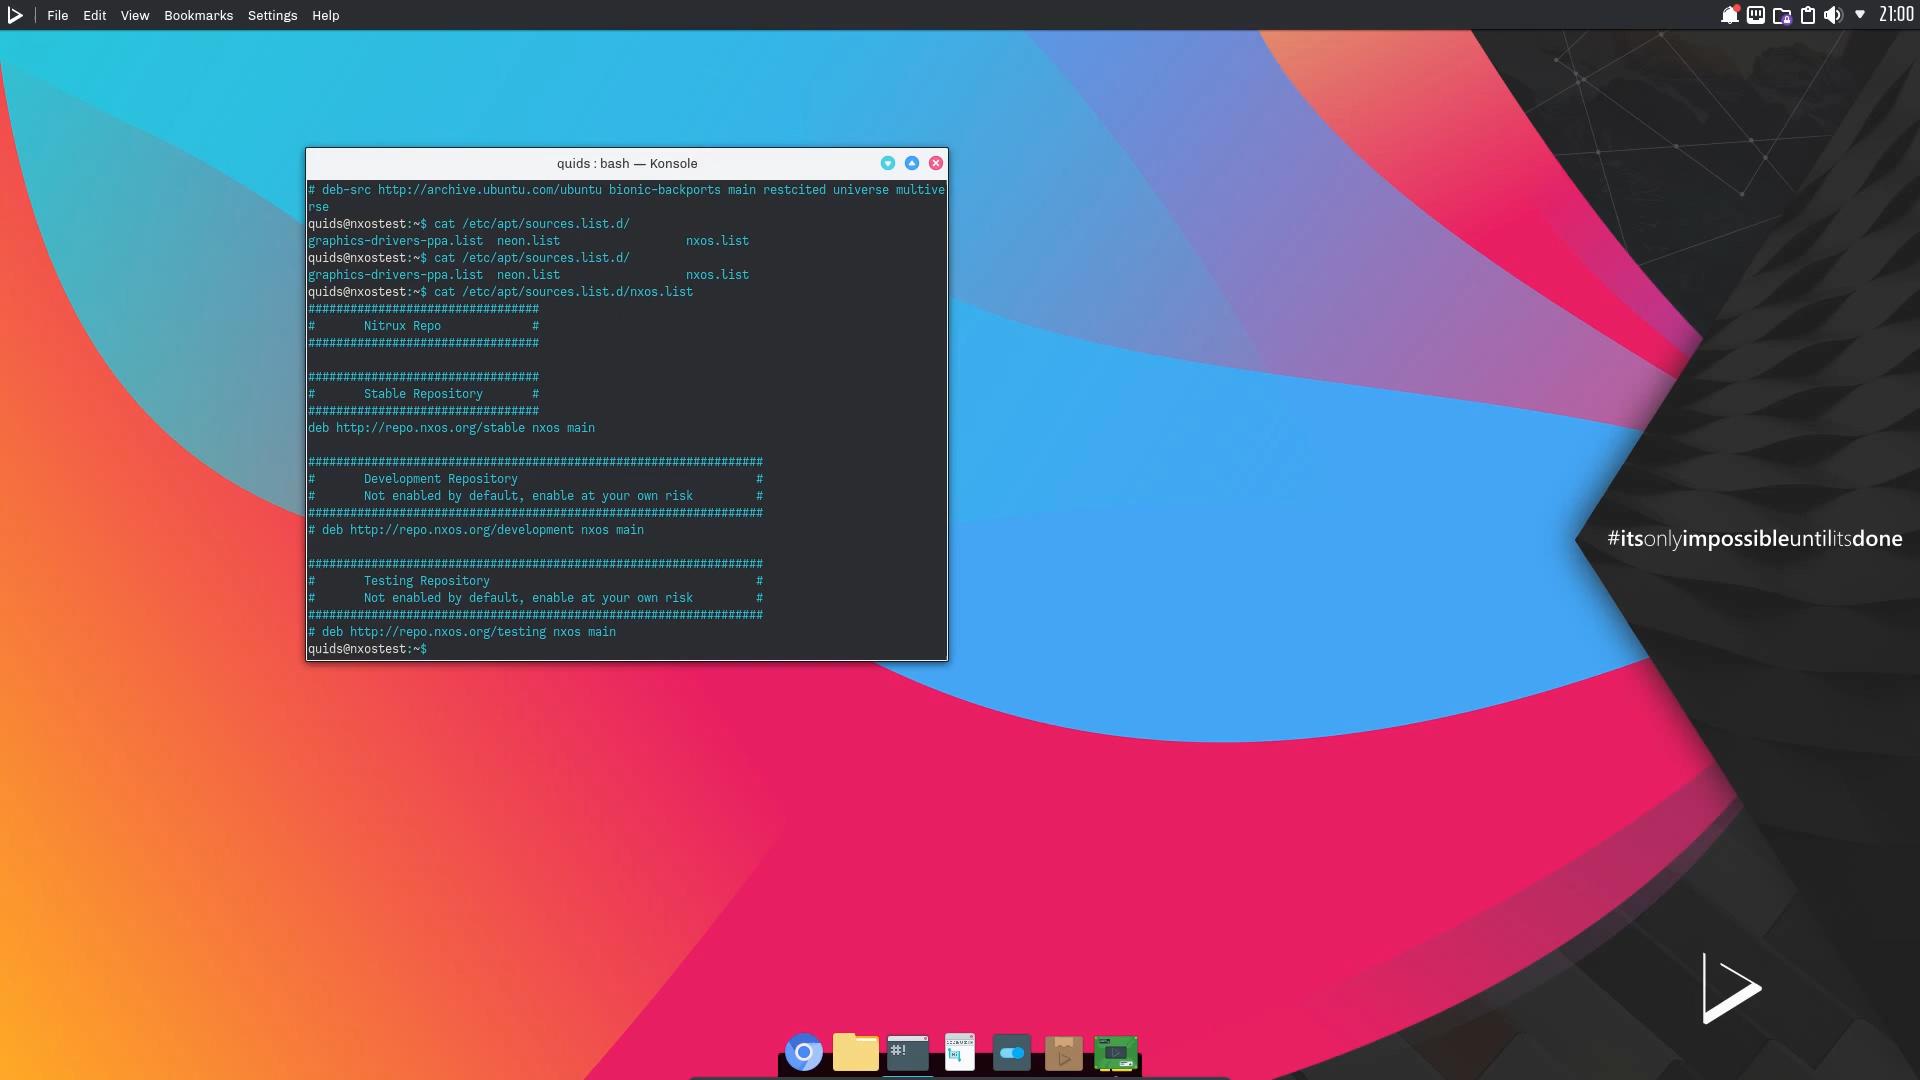 File Edit View Bookmarks Settings Help
21:00
quids : bash — Konsole
# deb-src http://archive.ubuntu.com/ubuntu bionic-backports main restcited universe multive
rse
quids@nxostest:~$ cat /etc/apt/sources.list.d/
graphics-drivers-ppa.list  neon.list                  nxos.list
quids@nxostest:~$ cat /etc/apt/sources.list.d/
graphics-drivers-ppa.list  neon.list                  nxos.list
quids@nxostest:~$ cat /etc/apt/sources.list.d/nxos.list
#################################
#       Nitrux Repo             #
#################################
#################################
#       Stable Repository       #
#################################
deb http://repo.nxos.org/stable nxos main
#################################################################
#       Development Repository                                  #
#       Not enabled by default, enable at your own risk         #
#################################################################
# deb http://repo.nxos.org/development nxos main
#################################################################
#       Testing Repository                                      #
#       Not enabled by default, enable at your own risk         #
#################################################################
# deb http://repo.nxos.org/testing nxos main
quids@nxostest:~$
#itsonlyimpossibleuntilitsdone
#!